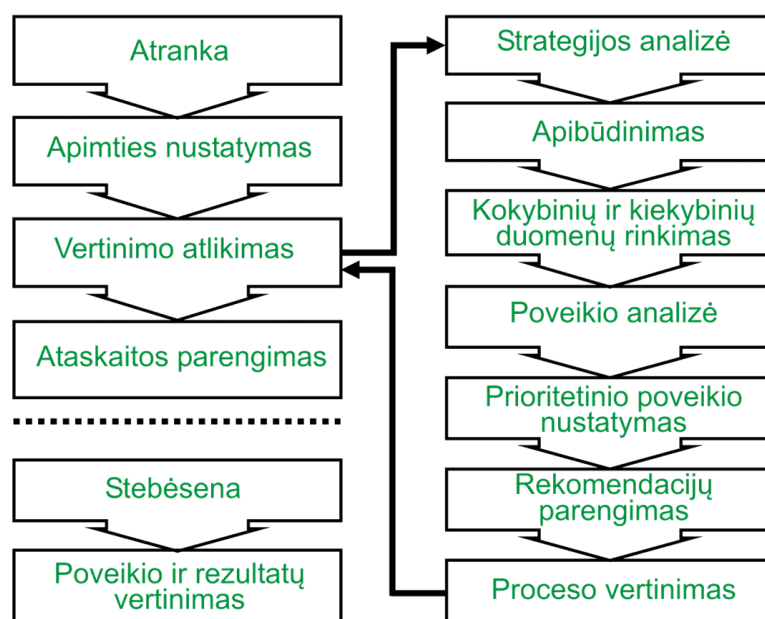 Atranka
Apimties nustatymas
Vertinimo atlikimas
Ataskaitos parengimas
Stebėsena
Poveikio ir rezultatų
vertinimas
Strategijos analizė
Apibūdinimas
Kokybinių ir kiekybinių
duomenų rinkimas
Poveikio analizė
Prioritetinio poveikio
nustatymas
Rekomendacijų
parengimas
Proceso vertinimas